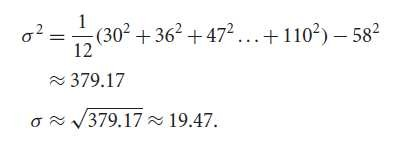 σ² = 1/12 (30² + 36² + 47² … + 110²) – 58²
≈ 379.17
σ ≈ √379.17 ≈ 19.47.